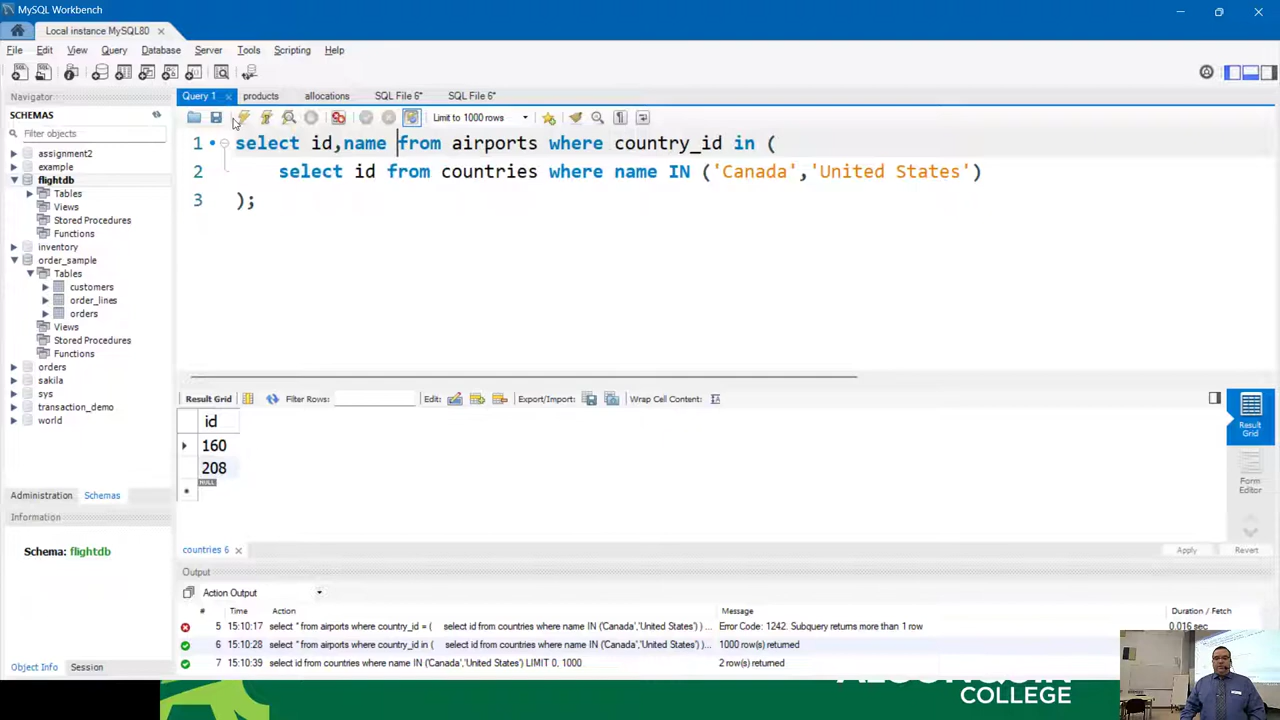 MySQL Workbench
Local instance MySQL80
File Edit View Query Database Server Tools Scripting Help
Navigator
Query 1 products allocations SQL File 6* SQL File 6*
SCHEMAS
Limit to 1000 rows
Filter objects
assignment2
example
flightdb
Tables
Views
Stored Procedures
Functions
inventory
order_sample
Tables
customers
order_lines
orders
Views
Stored Procedures
Functions
orders
sakila
sys
transaction_demo
world
Administration Schemas
Information
Schema: flightdb
Object Info Session
1 select id,name from airports where country_id in (
2 select id from countries where name IN ('Canada','United States')
3 );
Result Grid Filter Rows: Edit: Export/Import: Wrap Cell Content:
id
160
208
NULL
Result Grid
Form Editor
countries 6
Apply Revert
Output
Action Output
# Time Action Message Duration / Fetch
5 15:10:17 select * from airports where country_id = ( select id from countries where name IN ('Canada','United States') ) ... Error Code: 1242. Subquery returns more than 1 row 0.016 sec
6 15:10:28 select * from airports where country_id in ( select id from countries where name IN ('Canada','United States') ) ... 1000 row(s) returned
7 15:10:39 select id from countries where name IN ('Canada','United States') LIMIT 0, 1000 2 row(s) returned
COLLEGE